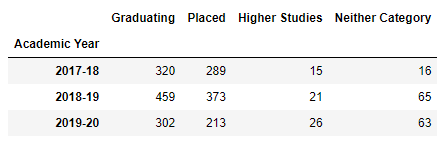 Graduating Placed Higher Studies Neither Category
Academic Year
2017-18 320 289 15 16
2018-19 459 373 21 65
2019-20 302 213 26 63